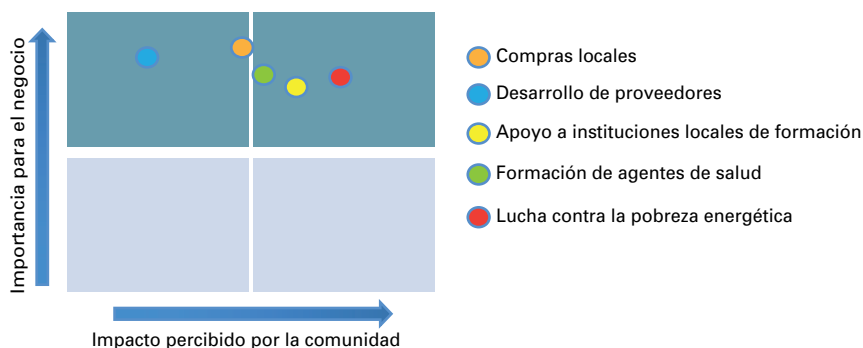 Importancia para el negocio
Compras locales
Desarrollo de proveedores
Apoyo a instituciones locales de formación
Formación de agentes de salud
Lucha contra la pobreza energética
Impacto percibido por la comunidad